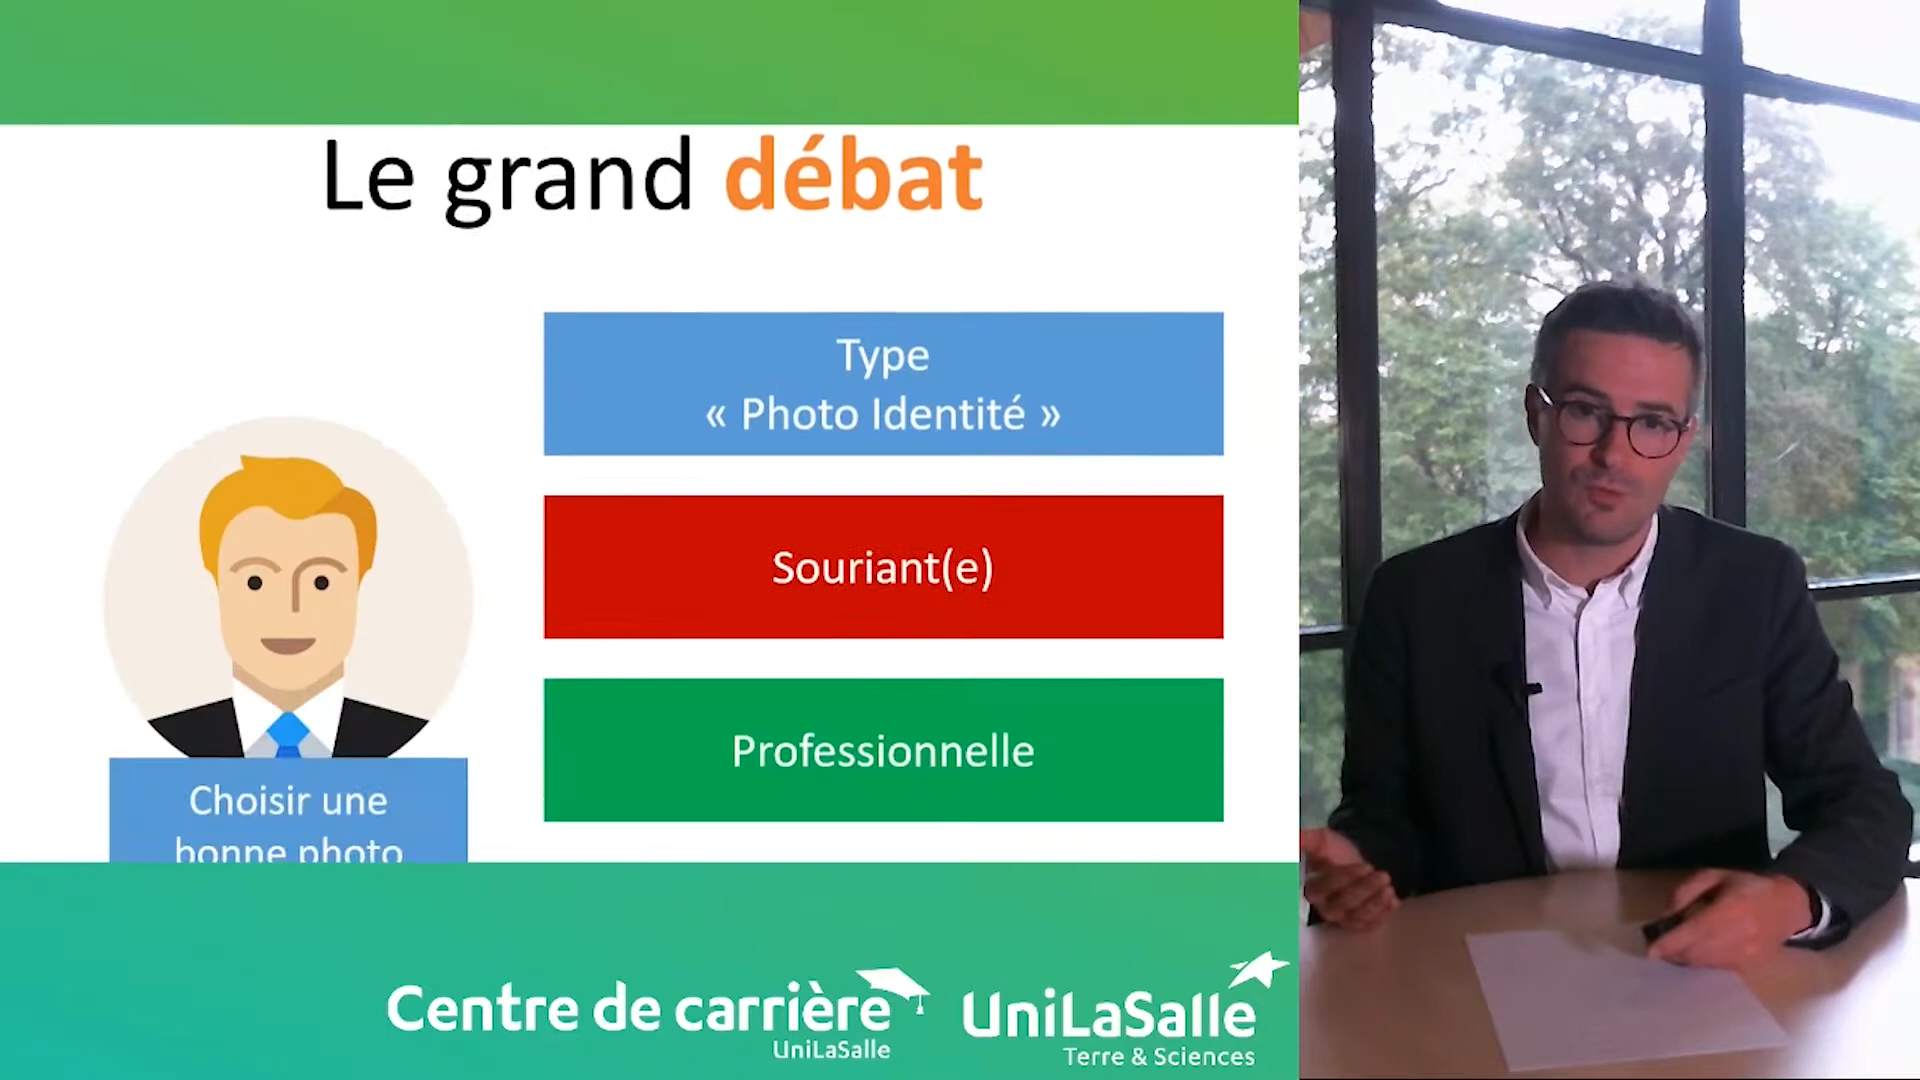 Le grand débat
Type
« Photo Identité »
Souriant(e)
Professionnelle
Choisir une
bonne photo
Centre de carrière
UniLaSalle
UniLaSalle
Terre & Sciences